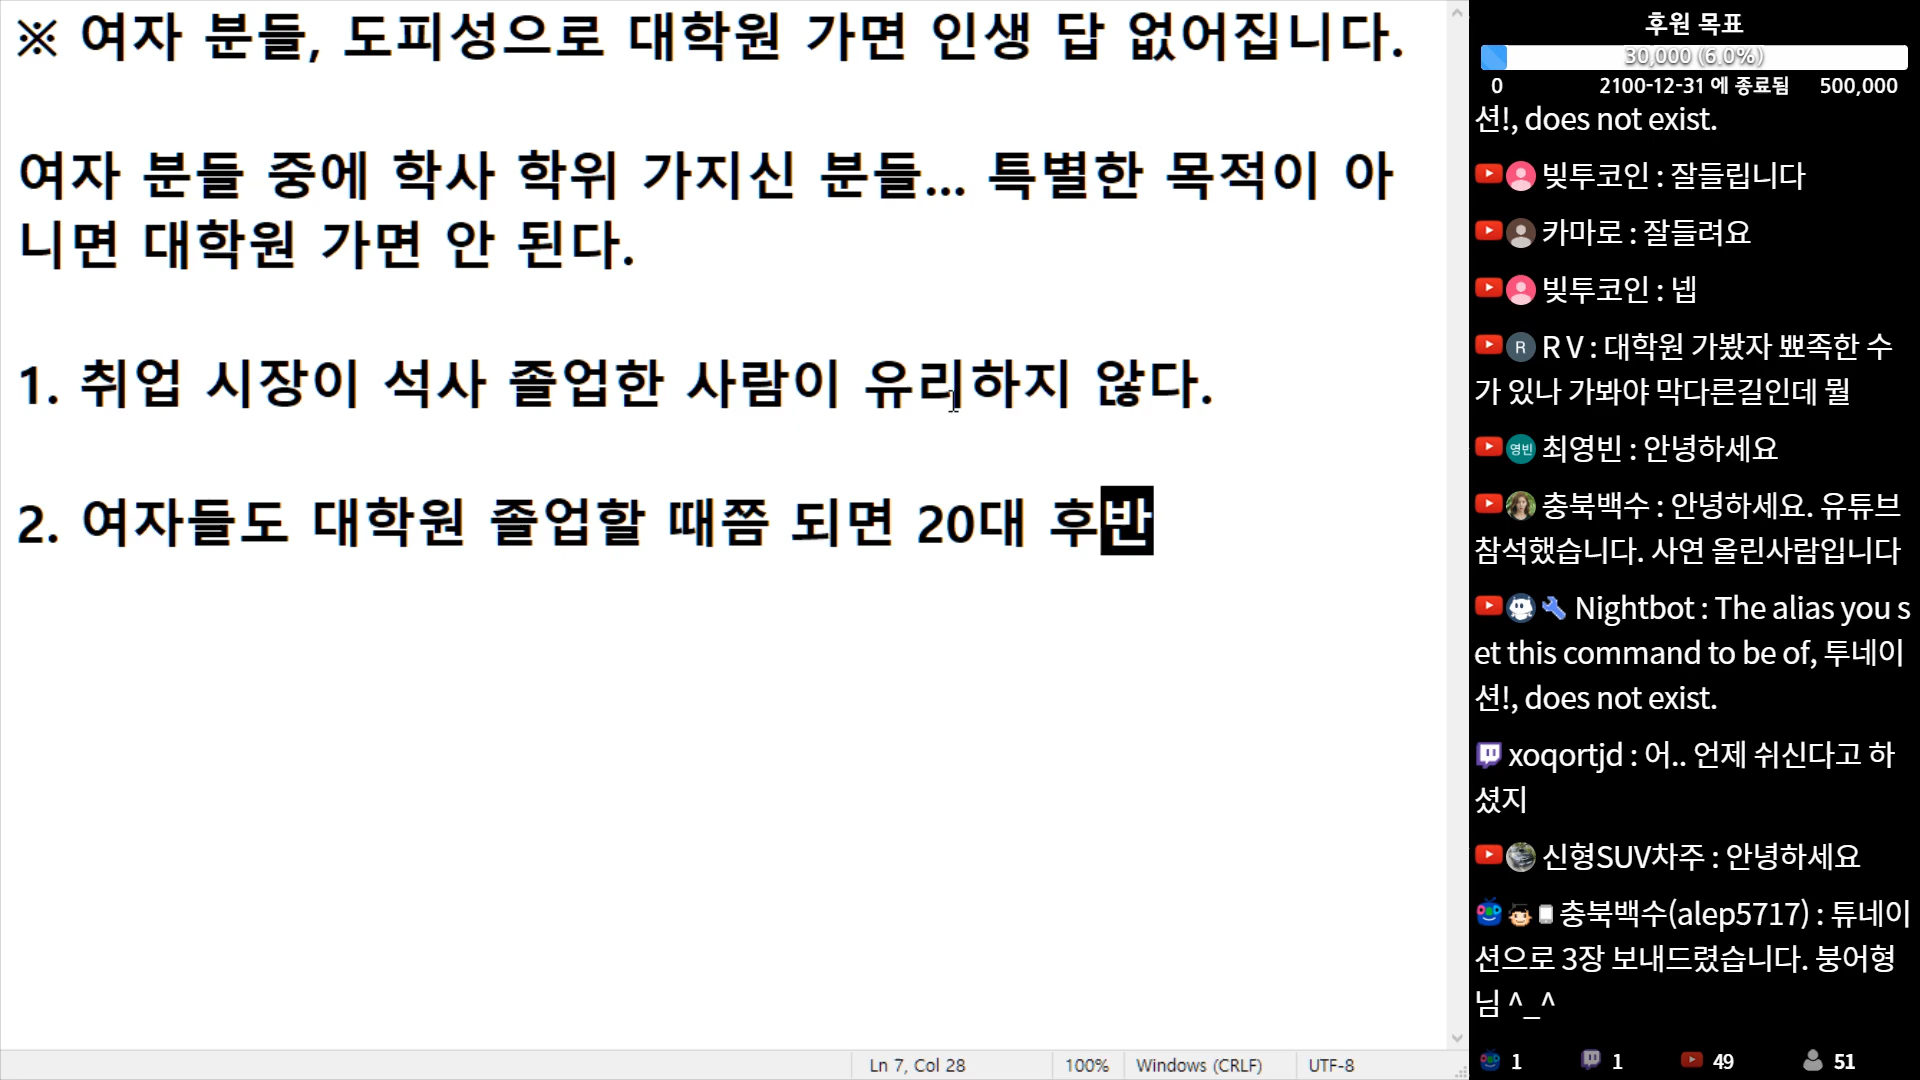 ※ 여자 분들, 도피성으로 대학원 가면 인생 답 없어집니다.
여자 분들 중에 학사 학위 가지신 분들... 특별한 목적이 아
니면 대학원 가면 안 된다.
1. 취업 시장이 석사 졸업한 사람이 유리하지 않다.
2. 여자들도 대학원 졸업할 때쯤 되면 20대 후반
Ln 7, Col 28
100%
Windows (CRLF)
UTF-8
후원 목표
30,000 (6.0%)
0 2100-12-31 에 종료됨 500,000
션!, does not exist.
빚투코인 : 잘들립니다
카마로 : 잘들려요
빚투코인 : 넵
R
R V : 대학원 가봤자 뾰족한 수
가 있나 가봐야 막다른길인데 뭘
영빈
최영빈 : 안녕하세요
충북백수 : 안녕하세요. 유튜브
참석했습니다. 사연 올린사람입니다
Nightbot : The alias you s
et this command to be of, 투네이
션!, does not exist.
xoqortjd : 어.. 언제 쉬신다고 하
셨지
신형SUV차주 : 안녕하세요
충북백수(alep5717) : 튜네이
션으로 3장 보내드렸습니다. 붕어형
님 ^_^
1 1 49 51